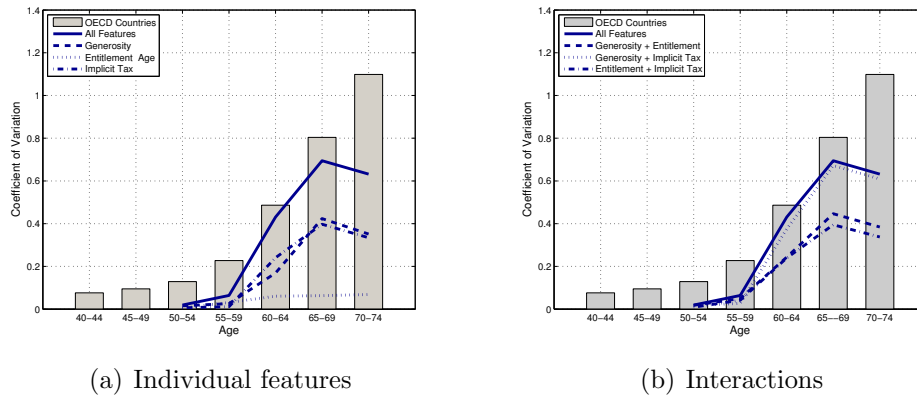 1.4
1.2
1
0.8
0.6
0.4
0.2
0
Coefficient of Variation
OECD Countries
All Features
Generosity
Entitlement Age
Implicit Tax
40−44 45−49 50−54 55−59 60−64 65−69 70−74
Age
(a) Individual features
1.4
1.2
1
0.8
0.6
0.4
0.2
0
Coefficient of Variation
OECD Countries
All Features
Generosity + Entitlement
Generosity + Implicit Tax
Entitlement + Implicit Tax
40−44 45−49 50−54 55−59 60−64 65−−69 70−74
Age
(b) Interactions